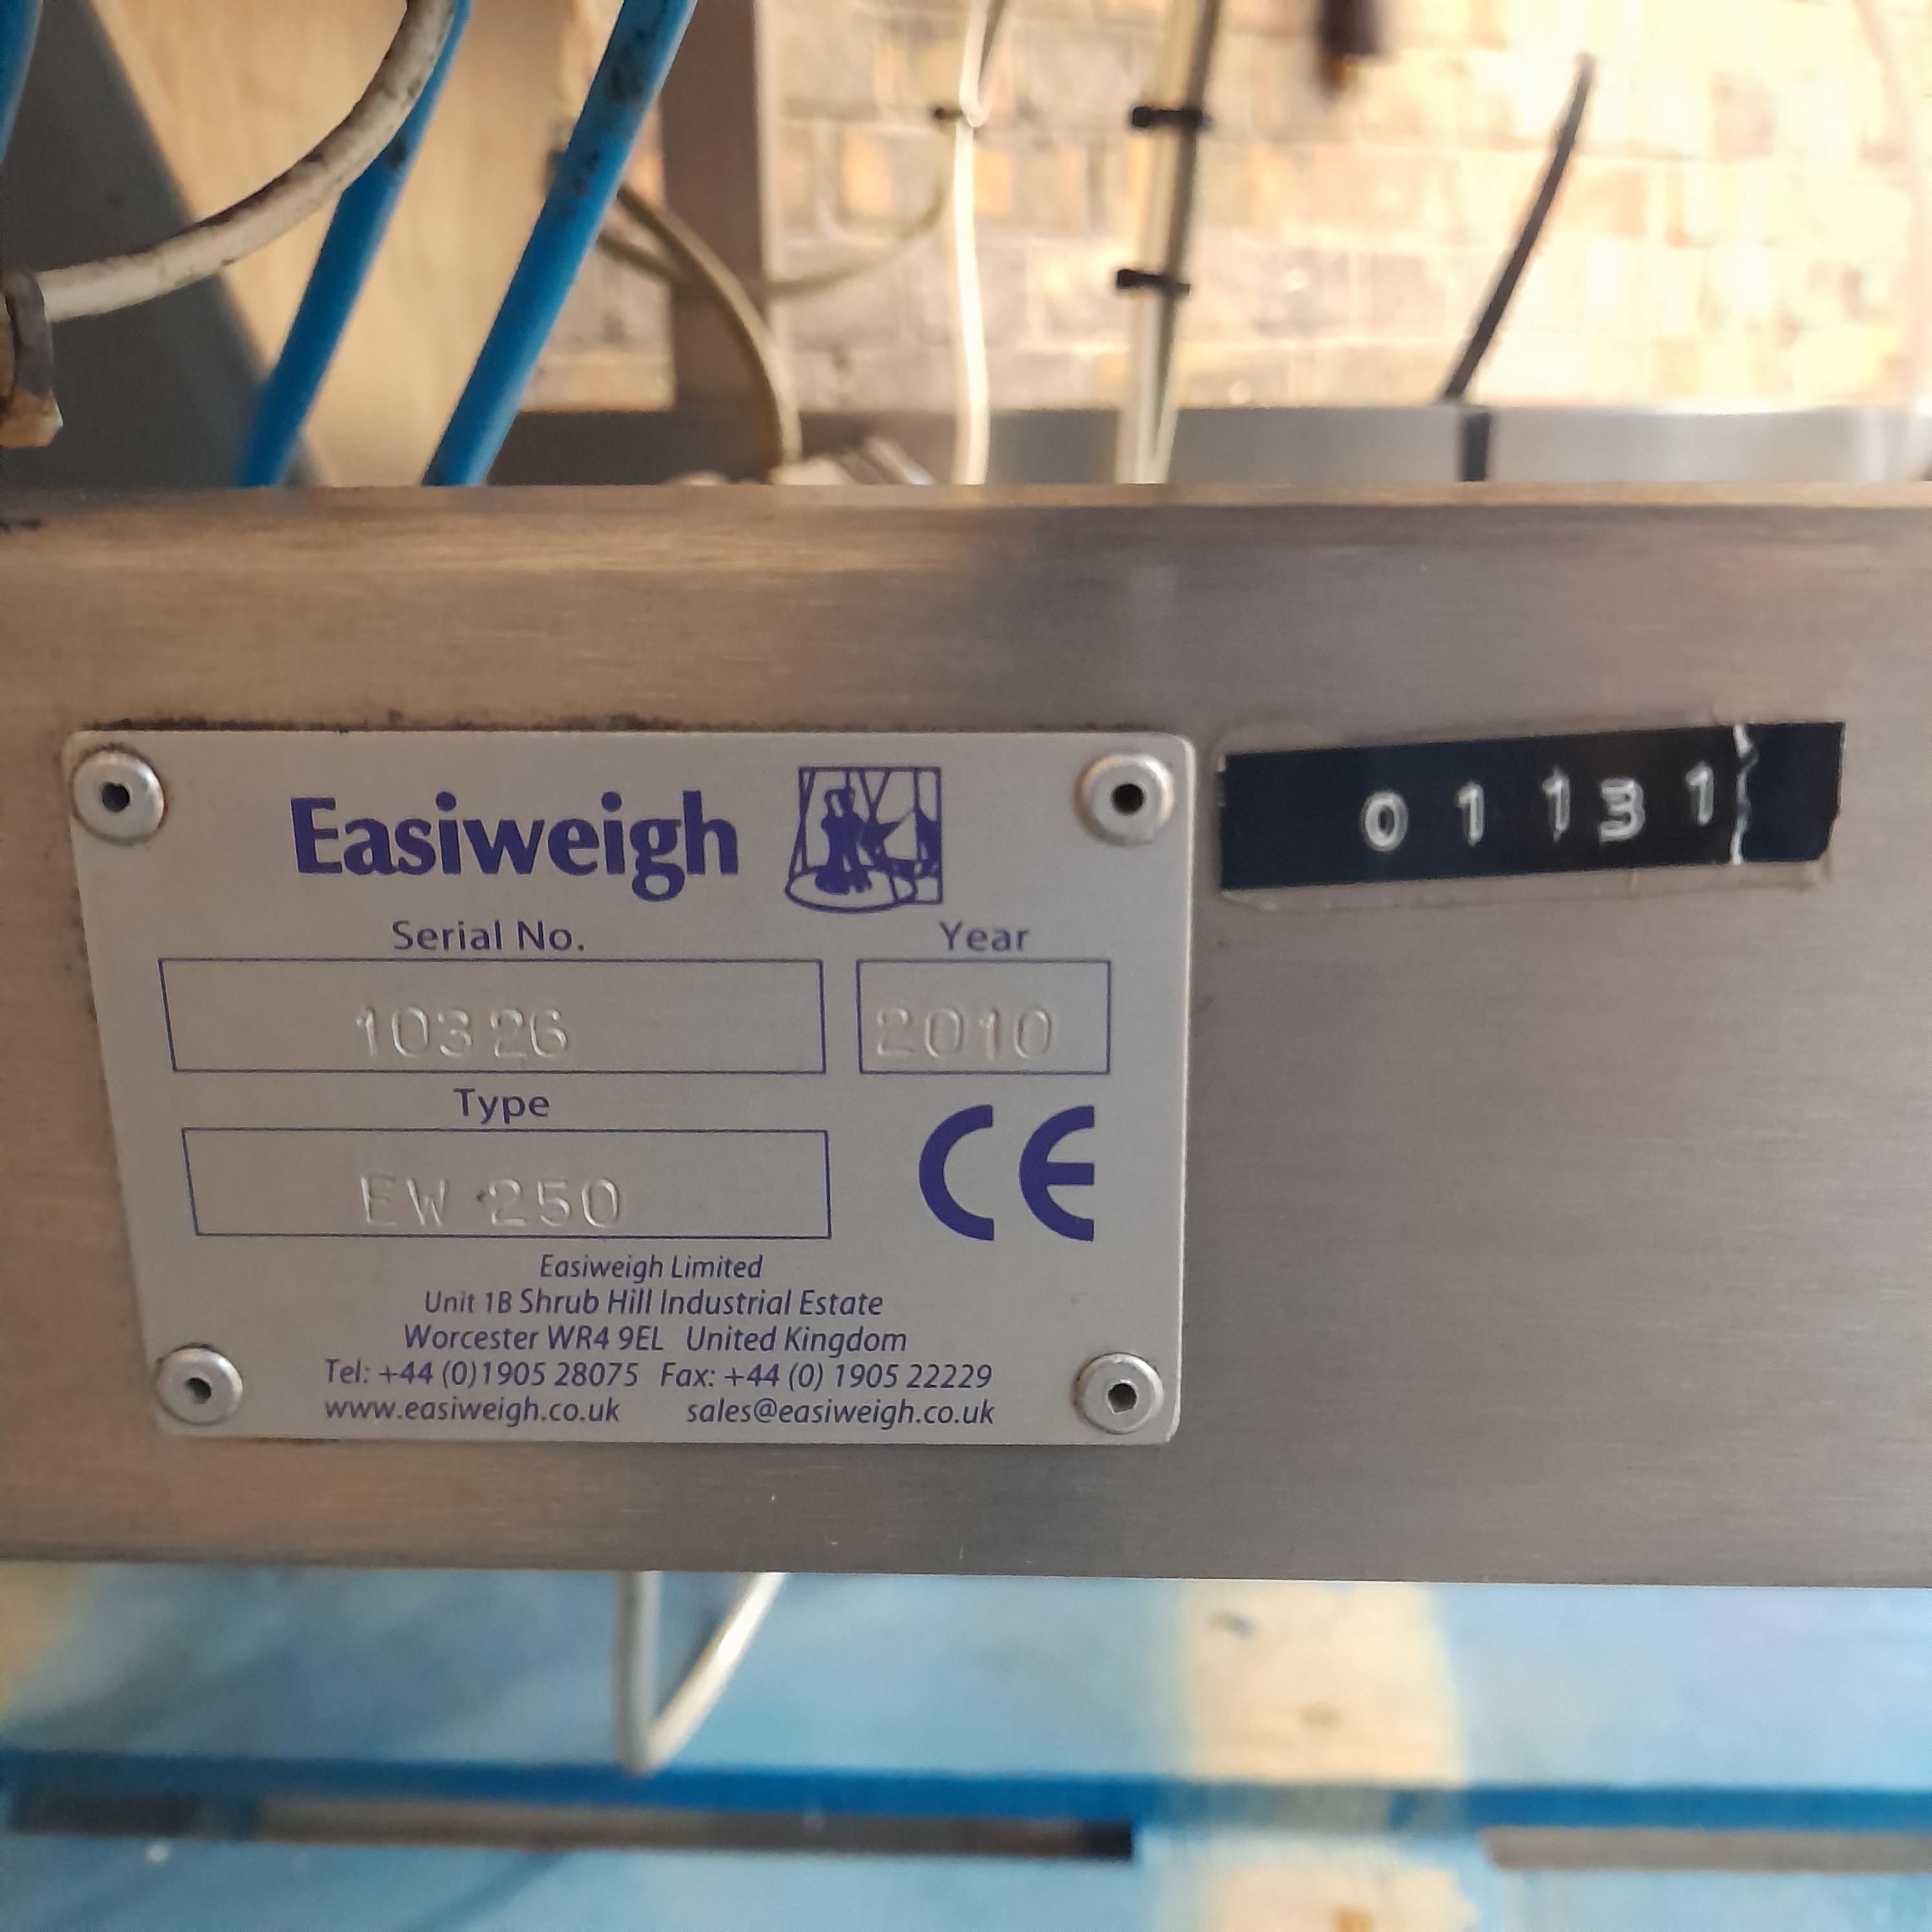 Easiweigh
01131
Serial No. Year
10326 2010
Type
EW 250
CE
Easiweigh Limited
Unit 1B Shrub Hill Industrial Estate
Worcester WR4 9EL United Kingdom
Tel: +44 (0)1905 28075 Fax: +44 (0) 1905 22229
www.easiweigh.co.uk sales@easiweigh.co.uk